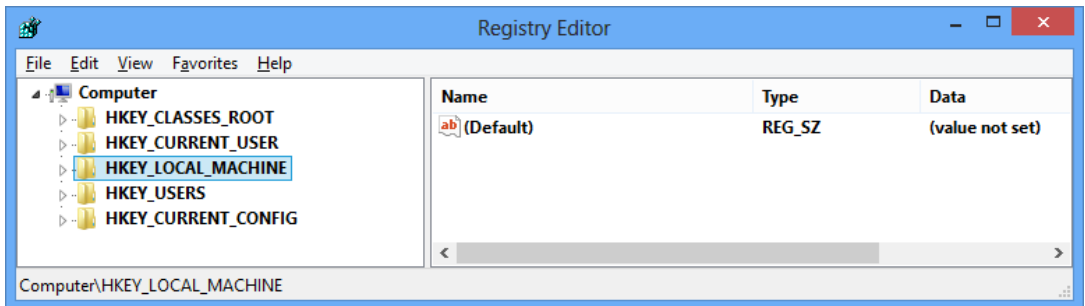 Registry Editor
File Edit View Favorites Help
Computer
HKEY_CLASSES_ROOT
HKEY_CURRENT_USER
HKEY_LOCAL_MACHINE
HKEY_USERS
HKEY_CURRENT_CONFIG
Name Type Data
ab (Default) REG_SZ (value not set)
Computer\HKEY_LOCAL_MACHINE